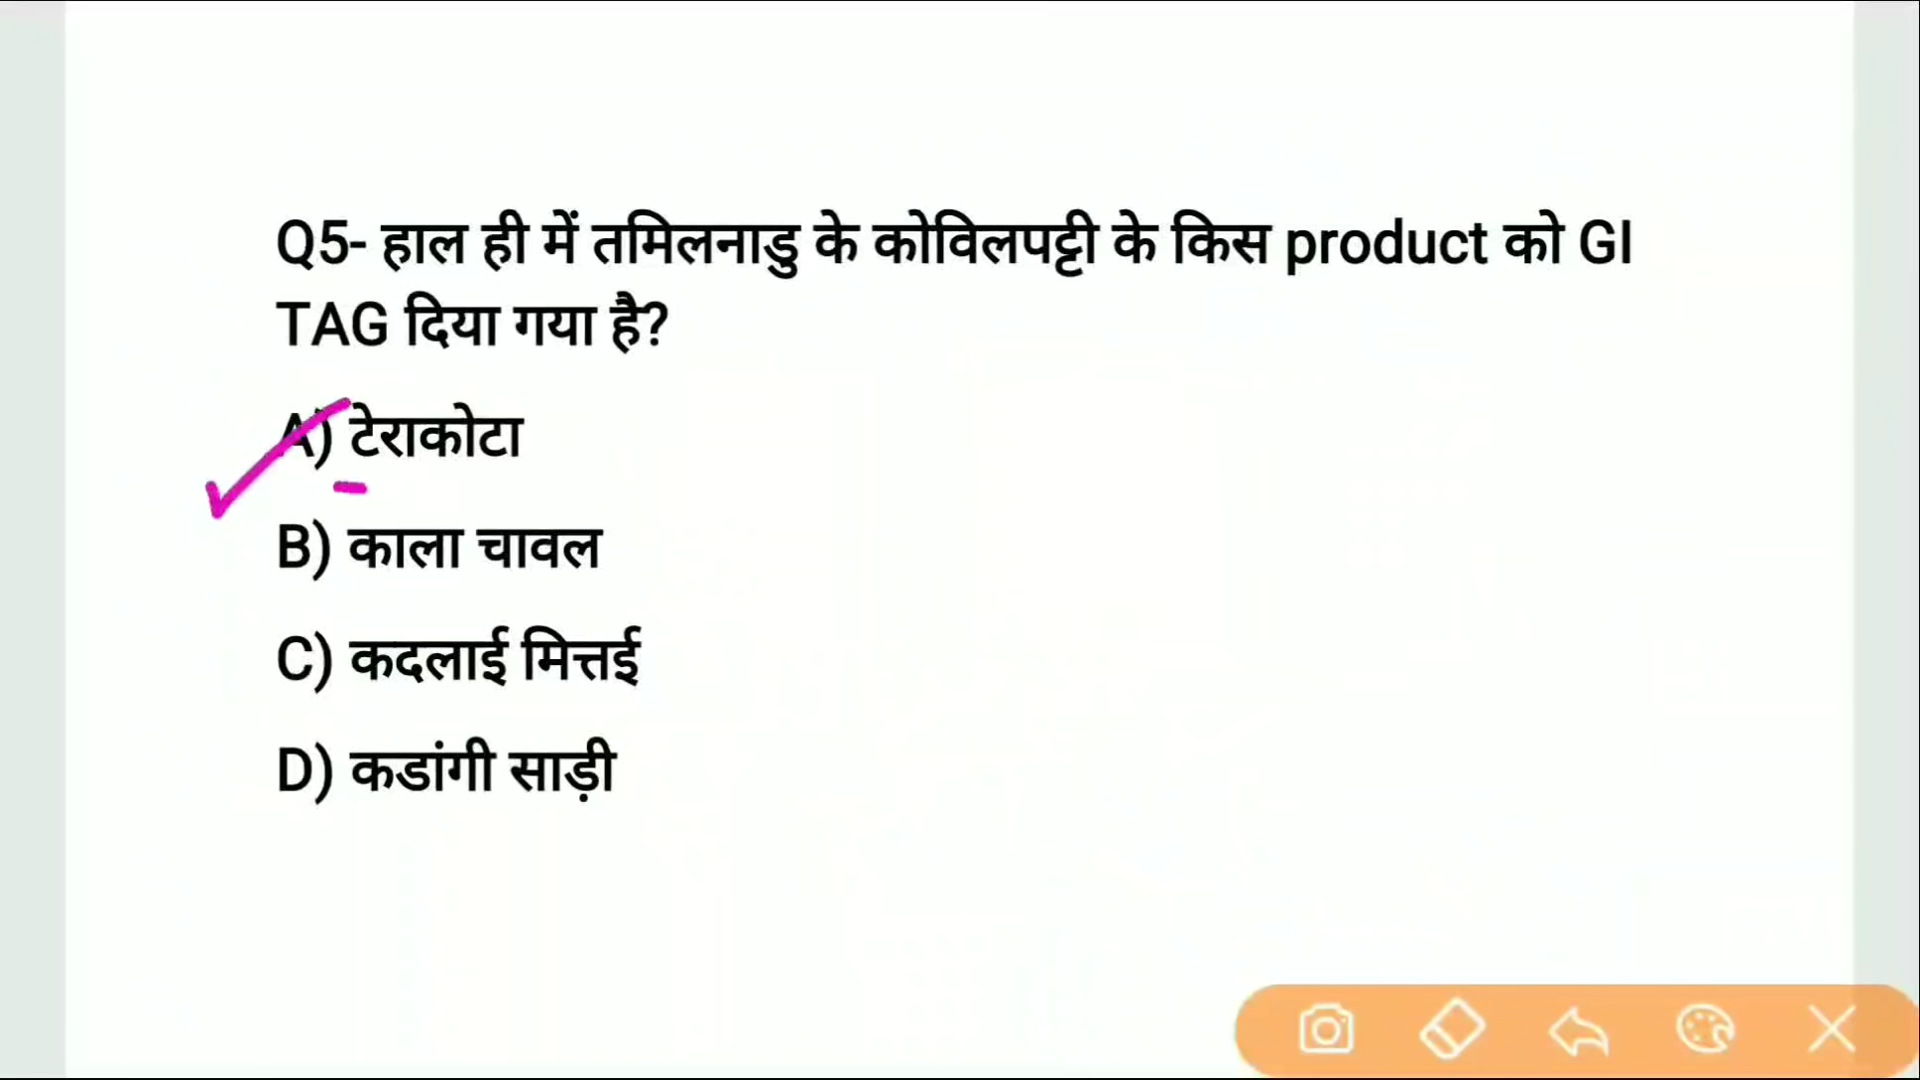 Q5- हाल ही में तमिलनाडु के कोविलपट्टी के किस product को GI
TAG दिया गया है?
A) टेराकोटा
B) काला चावल
C) कदलाई मित्तई
D) कडांगी साड़ी